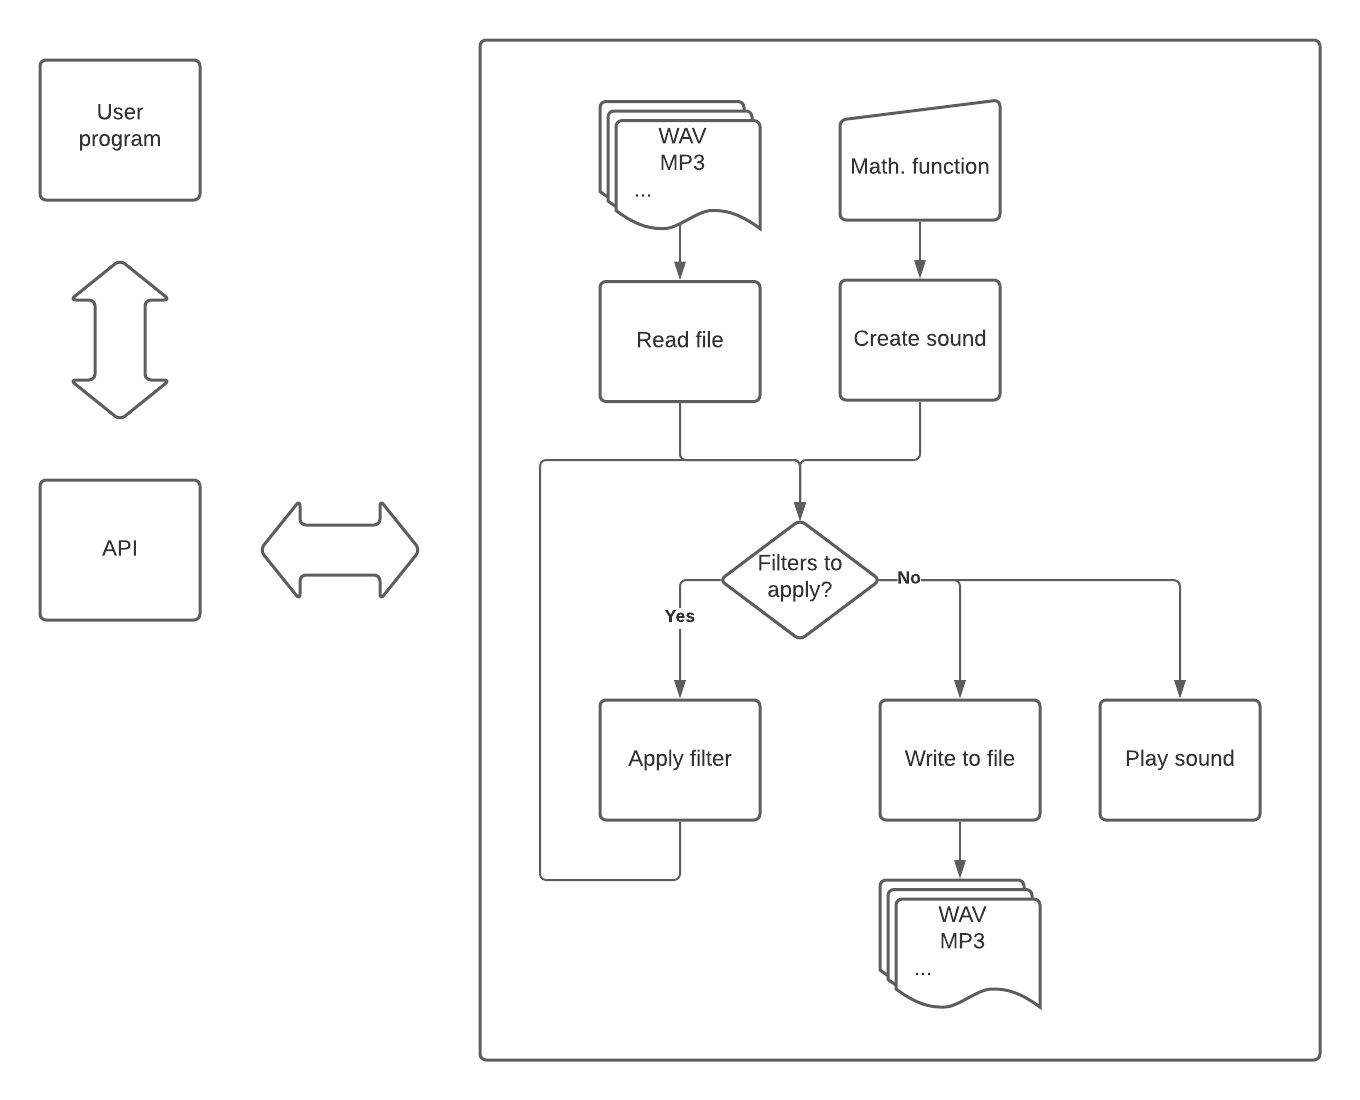 User
program
WAV
MP3
...
Math. function
Read file
Create sound
API
Filters to
apply?
No
Yes
Apply filter
Write to file
Play sound
WAV
MP3
...